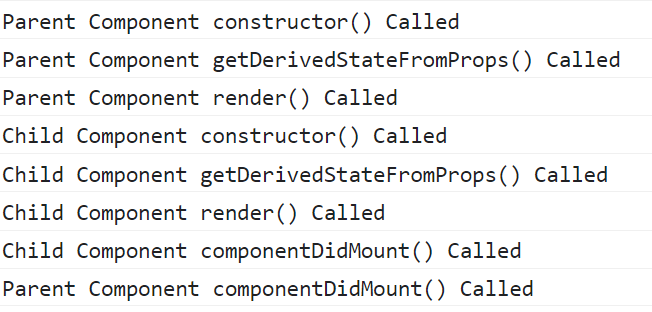 Parent Component constructor() Called
Parent Component getDerivedStateFromProps() Called
Parent Component render() Called
Child Component constructor() Called
Child Component getDerivedStateFromProps() Called
Child Component render() Called
Child Component componentDidMount() Called
Parent Component componentDidMount() Called